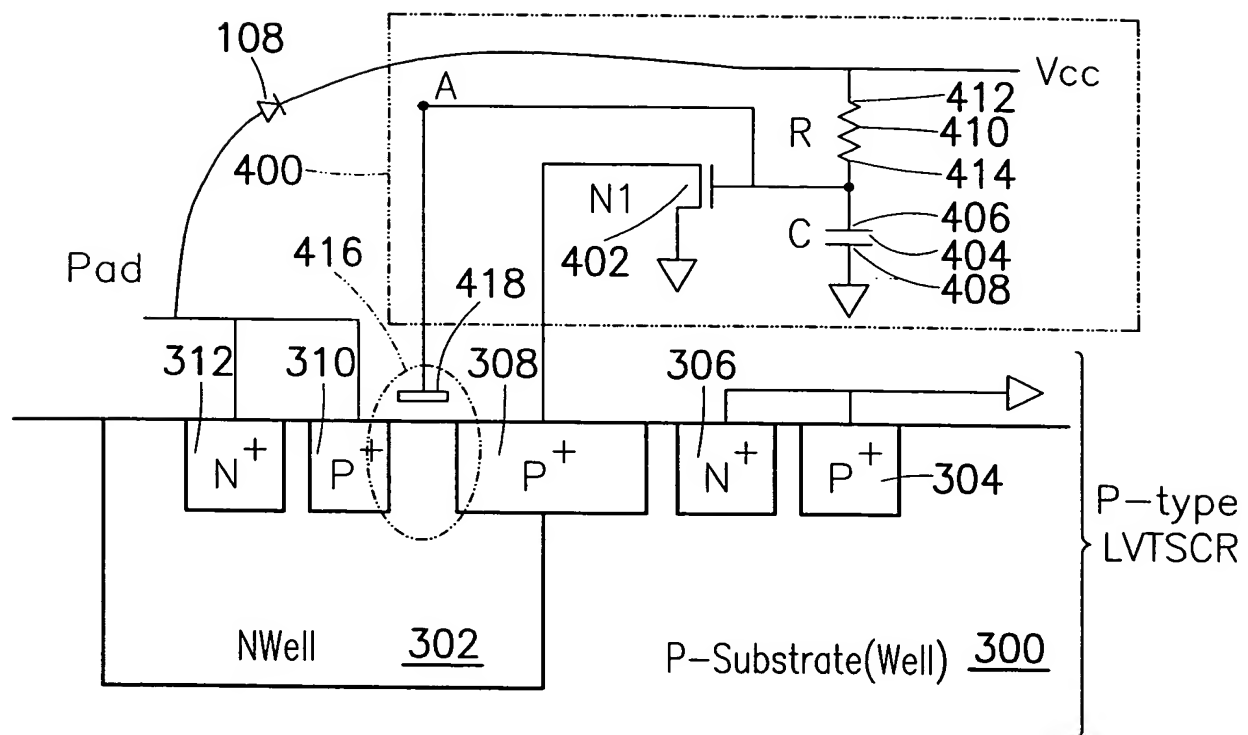 108
A
Vcc
412
R
410
400
414
N1
406
C
404
402
408
Pad
416
418
312
310
308
306
N+
P+
P+
N+
P+
304
P-type
LVTSCR
NWell
302
P-Substrate(Well)
300